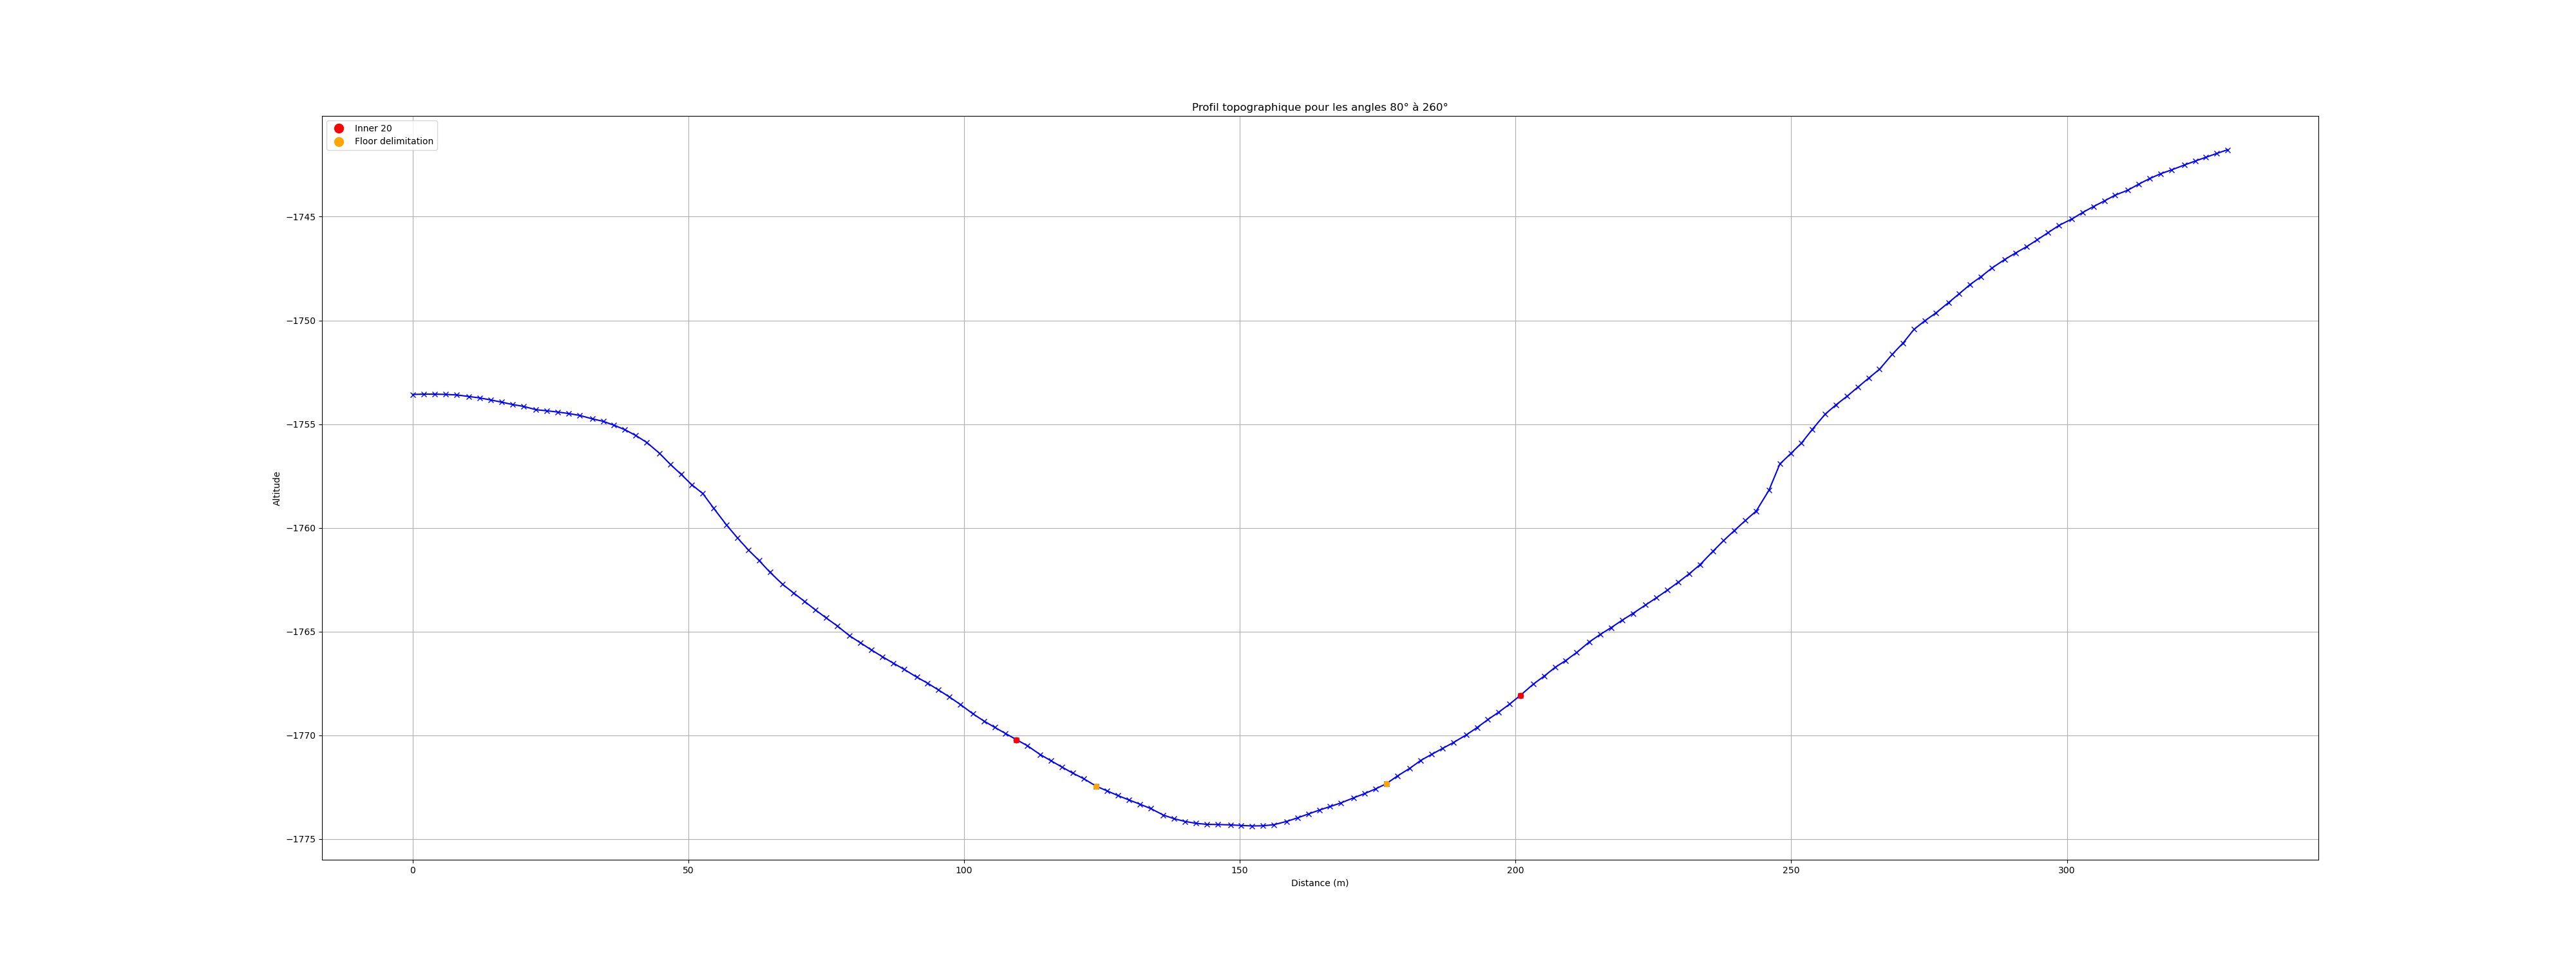 Profil topographique pour les angles 80° à 260°
Inner 20
Floor delimitation
−1745
−1750
−1755
−1760
−1765
−1770
−1775
Altitude
0 50 100 150 200 250 300
Distance (m)